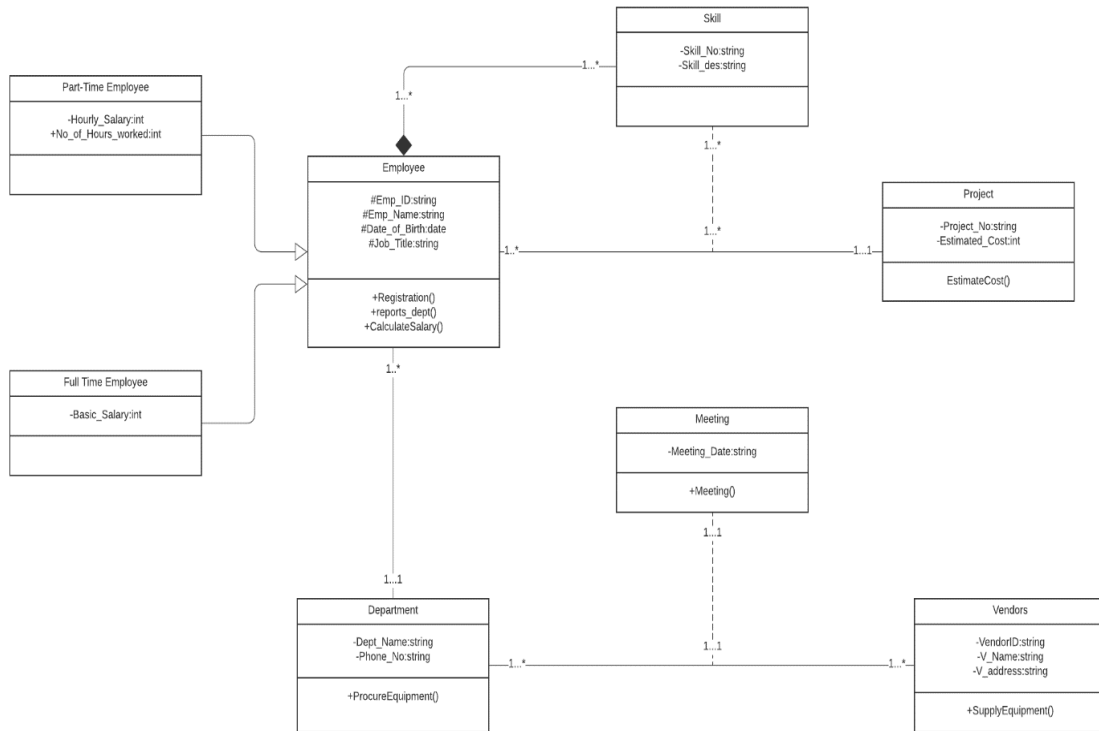 Skill
-Skill_No:string
-Skill_des:string
1...*
1...*
Part-Time Employee
-Hourly_Salary:int
+No_of_Hours_worked:int
Employee
#Emp_ID:string
#Emp_Name:string
#Date_of_Birth:date
#Job_Title:string
+Registration()
+reports_dept()
+CalculateSalary()
1...*
1...*
1...*
1...1
Project
-Project_No:string
-Estimated_Cost:int
EstimateCost()
Full Time Employee
-Basic_Salary:int
1..*
1...1
Meeting
-Meeting_Date:string
+Meeting()
1...1
1...1
Department
-Dept_Name:string
-Phone_No:string
+ProcureEquipment()
1...*
1...*
Vendors
-VendorID:string
-V_Name:string
-V_address:string
+SupplyEquipment()